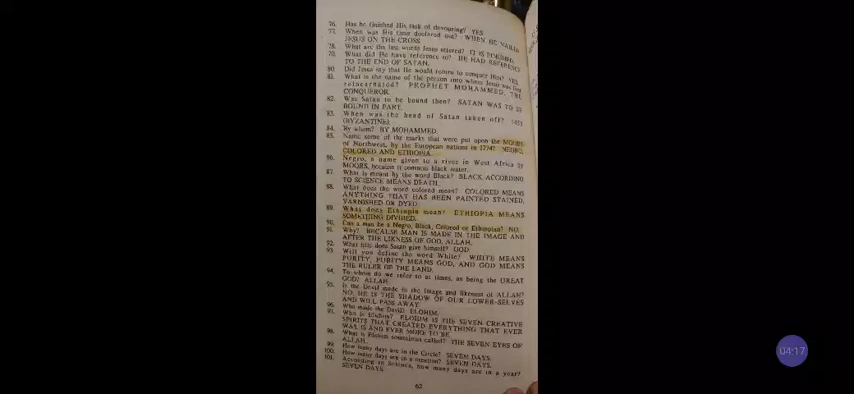 76. Has he finished His task of devouring? YES.
77. When was His time declared out? WHEN HE NAILED
JESUS ON THE CROSS.
78. What are the last words Jesus uttered? IT IS FINISHED.
79. What did He have reference to? HE HAD REFERENCE
TO THE END OF SATAN.
80. Did Jesus say that He would return to conquer Him? YES.
81. What is the name of the person into whom Jesus was first
reincarnated? PROPHET MOHAMMED, THE
CONQUEROR.
82. Was Satan to be bound then? SATAN WAS TO BE
BOUND IN PART.
83. When was the head of Satan taken off? 1453
(BYZANTINE).
84. By whom? BY MOHAMMED.
85. Name some of the marks that were put upon the MOORS
of Northwest, by the European nations in 1774? NEGRO,
COLORED AND ETHIOPIA.
86. Negro, a name given to a river in West Africa by
MOORS, because it contains black water.
87. What is meant by the word Black? BLACK, ACCORDING
TO SCIENCE MEANS DEATH.
88. What does the word colored mean? COLORED MEANS
ANYTHING THAT HAS BEEN PAINTED STAINED,
VARNISHED OR DYED.
89. What does Ethiopia mean? ETHIOPIA MEANS
SOMETHING DIVIDED.
90. Can a man be a Negro, Black, Colored or Ethiopian? NO.
91. Why? BECAUSE MAN IS MADE IN THE IMAGE AND
AFTER THE LIKENESS OF GOD, ALLAH.
92. What title does Satan give himself? GOD.
93. Will you define the word White? WHITE MEANS
PURITY, PURITY MEANS GOD, AND GOD MEANS
THE RULER OF THE LAND.
94. To whom do we refer to at times, as being the GREAT
GOD? ALLAH.
95. Is the Devil made in the Image and Likeness of ALLAH?
NO, HE IS THE SHADOW OF OUR LOWER-SELVES
AND WILL PASS AWAY.
96. Who made the Devil? ELOHIM.
97. Who is Elohim? ELOHIM IS THE SEVEN CREATIVE
SPIRITS THAT CREATED EVERYTHING THAT EVER
WAS, IS AND EVER MORE TO BE.
98. What is Elohim sometimes called? THE SEVEN EYES OF
ALLAH.
99. How many days are in the Circle? SEVEN DAYS.
100. How many days are in a creation? SEVEN DAYS.
101. According to Science, how many days are in a year?
SEVEN DAYS.
62
04:17